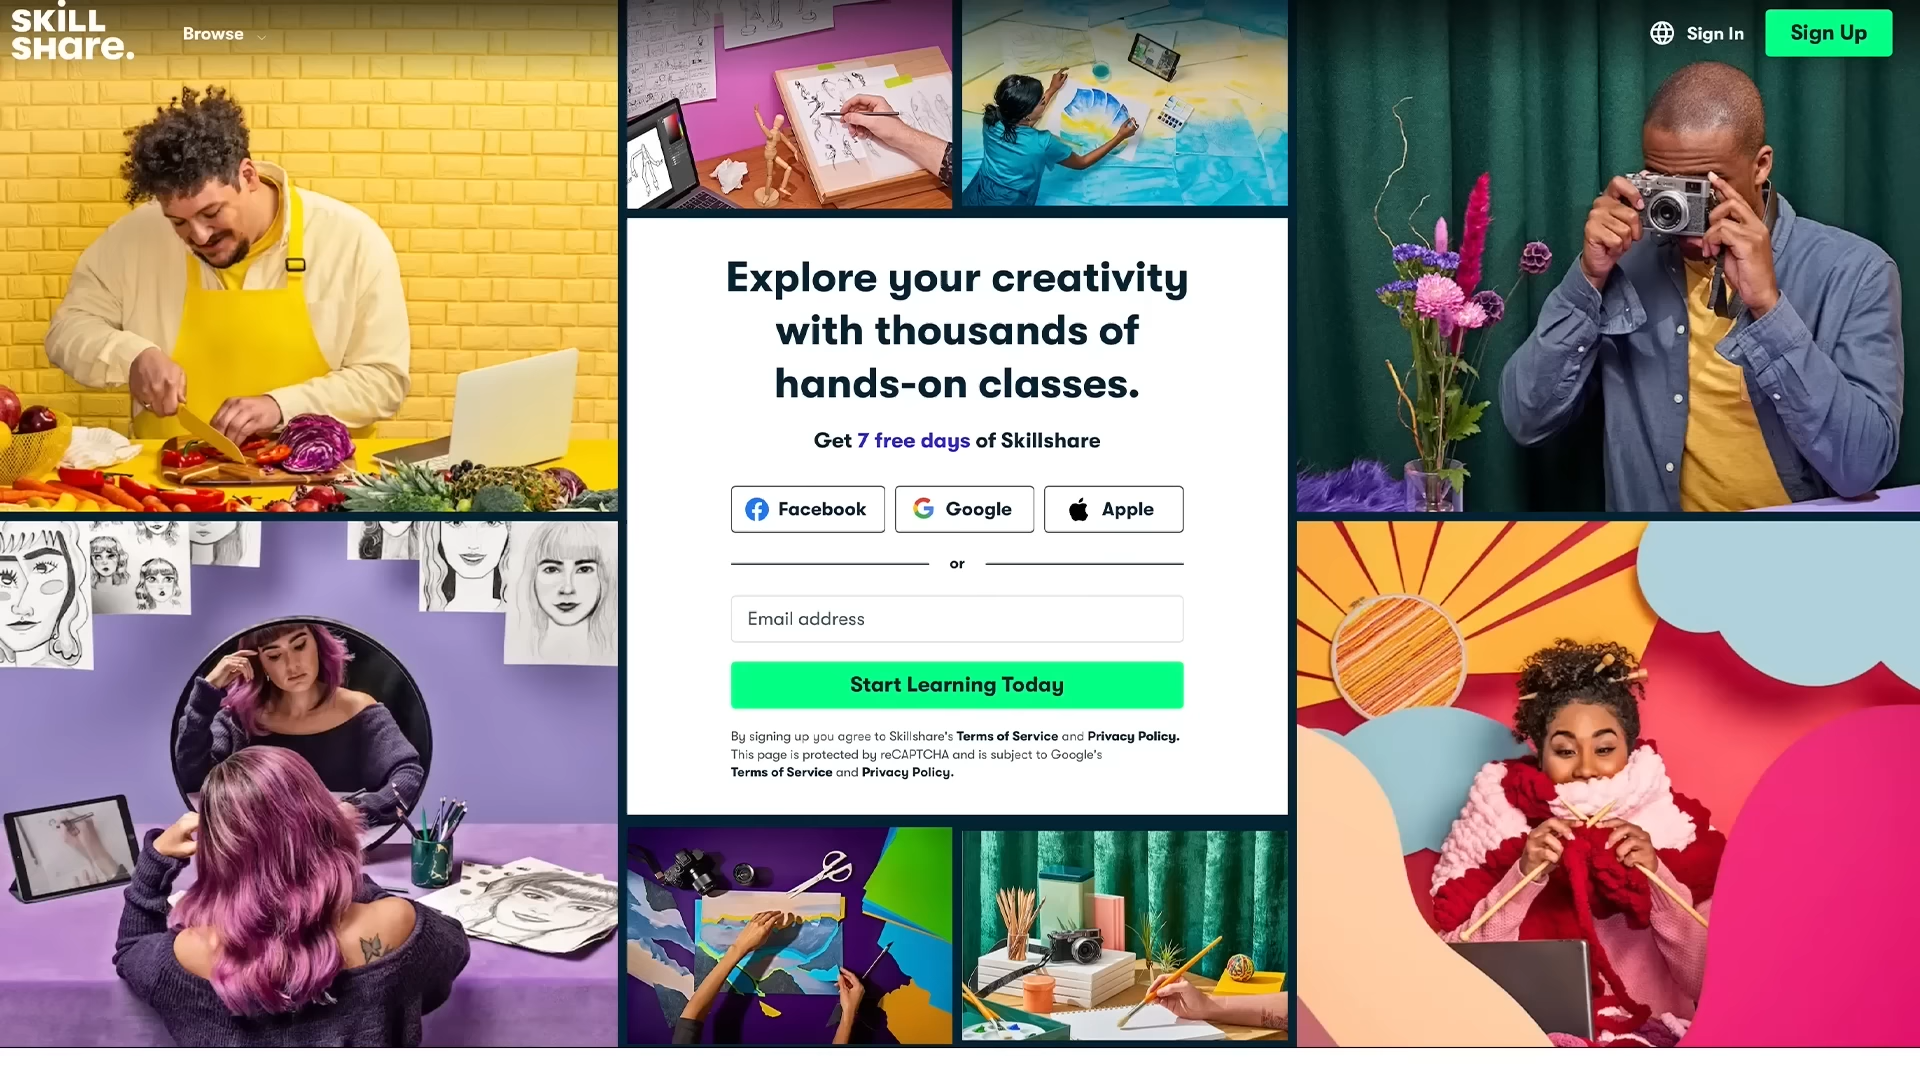 SKiLL
SHare.
Browse
Sign In
Sign Up
Explore your creativity
with thousands of
hands-on classes.
Get 7 free days of Skillshare
Facebook
Google
Apple
or
Email address
Start Learning Today
By signing up you agree to Skillshare's Terms of Service and Privacy Policy.
This page is protected by reCAPTCHA and is subject to Google's
Terms of Service and Privacy Policy.